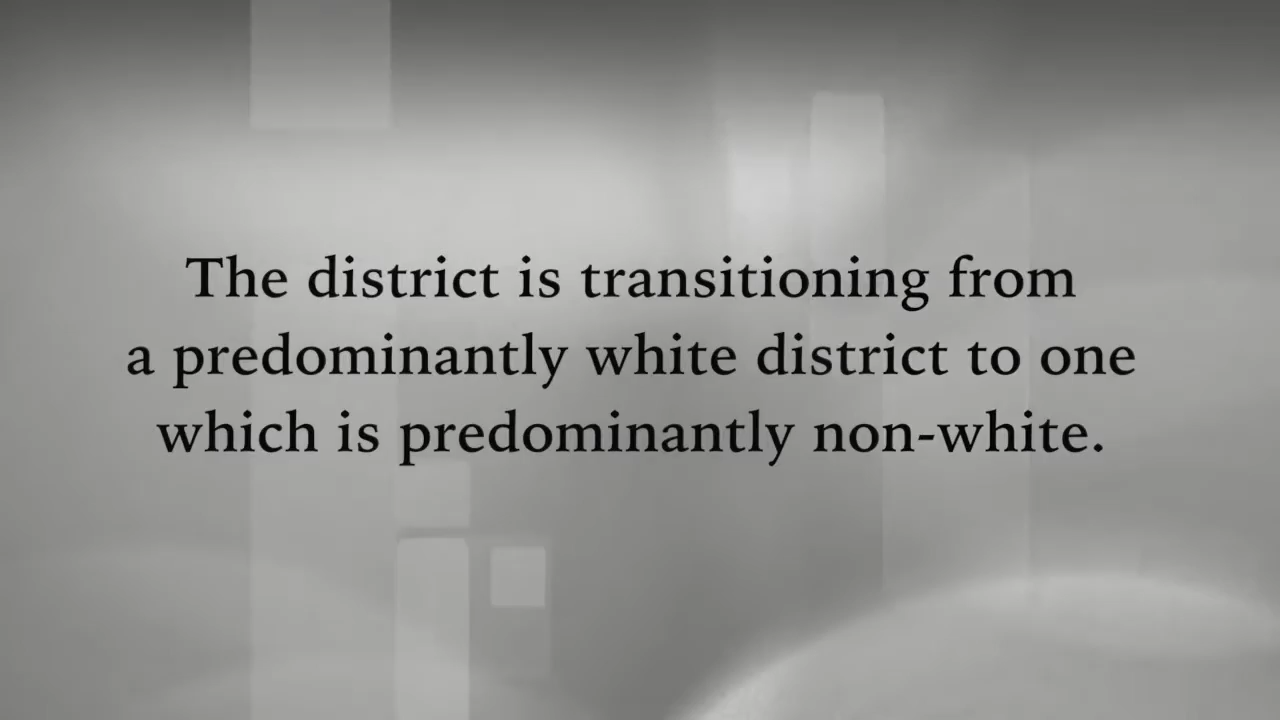 The district is transitioning from
a predominantly white district to one
which is predominantly non-white.